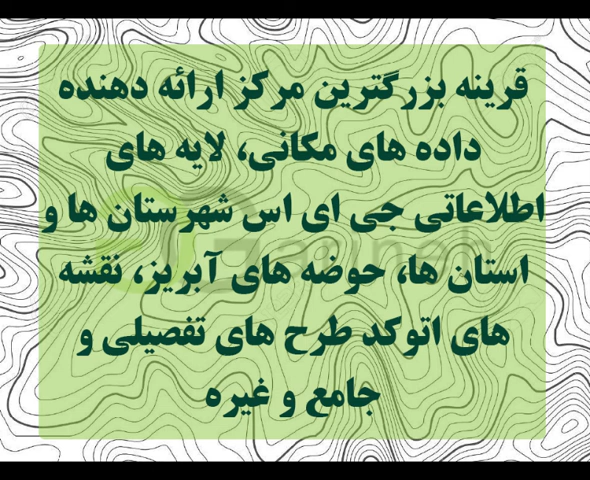 قرینه بزرگترین مرکز ارائه دهنده
داده های مکانی، لایه های
اطلاعاتی جی ای اس شهرستان ها و
استان ها، حوضه های آبریز، نقشه
های اتوکد طرح های تفصیلی و
جامع و غیره